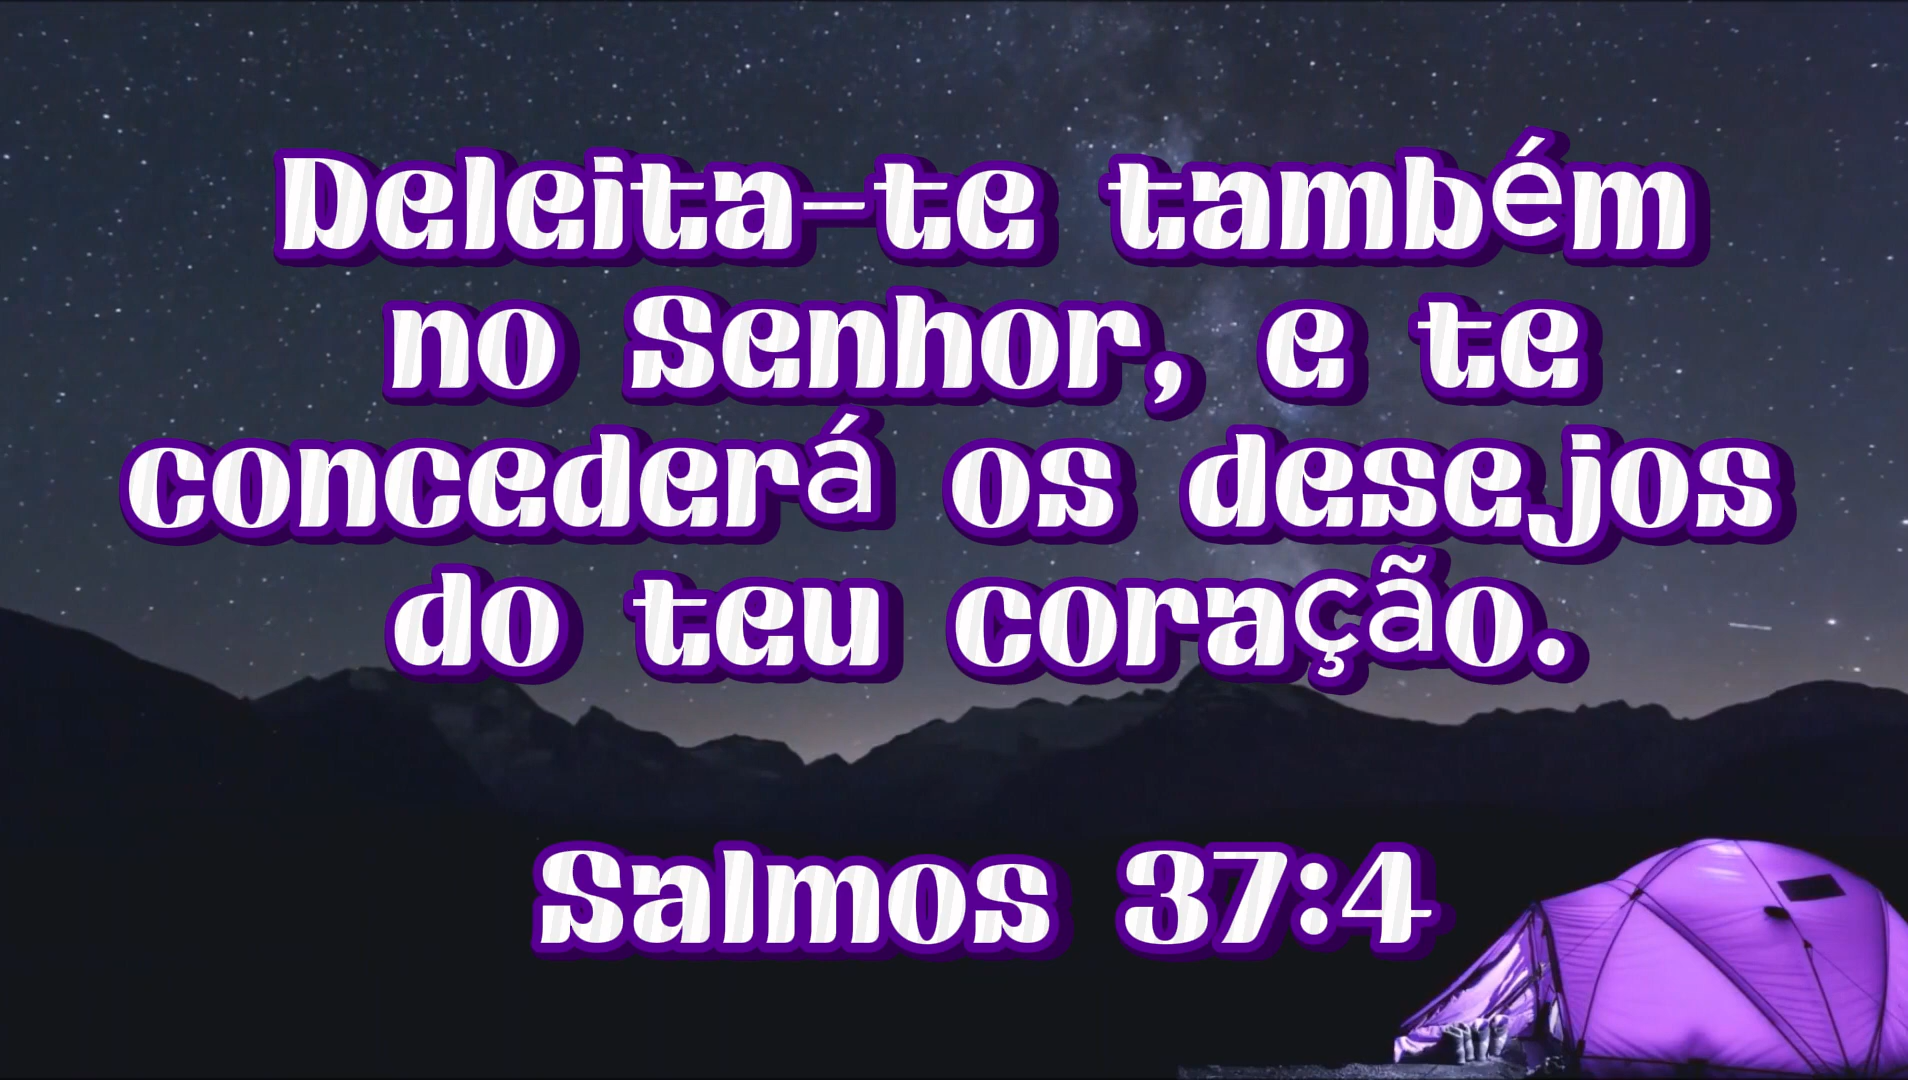 Deleita-te também
no Senhor, e te
concederá os desejos
do teu coração.
Salmos 37:4